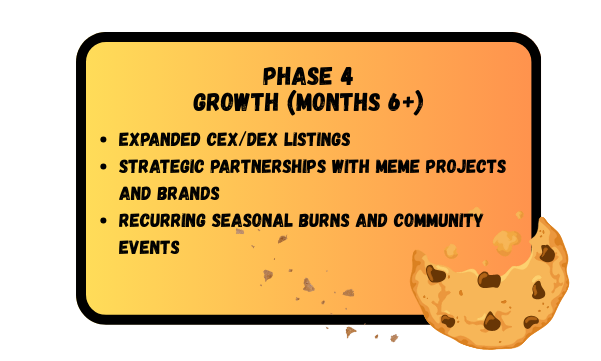 PHASE 4
GROWTH (MONTHS 6+)
• EXPANDED CEX/DEX LISTINGS
• STRATEGIC PARTNERSHIPS WITH MEME PROJECTS
AND BRANDS
• RECURRING SEASONAL BURNS AND COMMUNITY
EVENTS